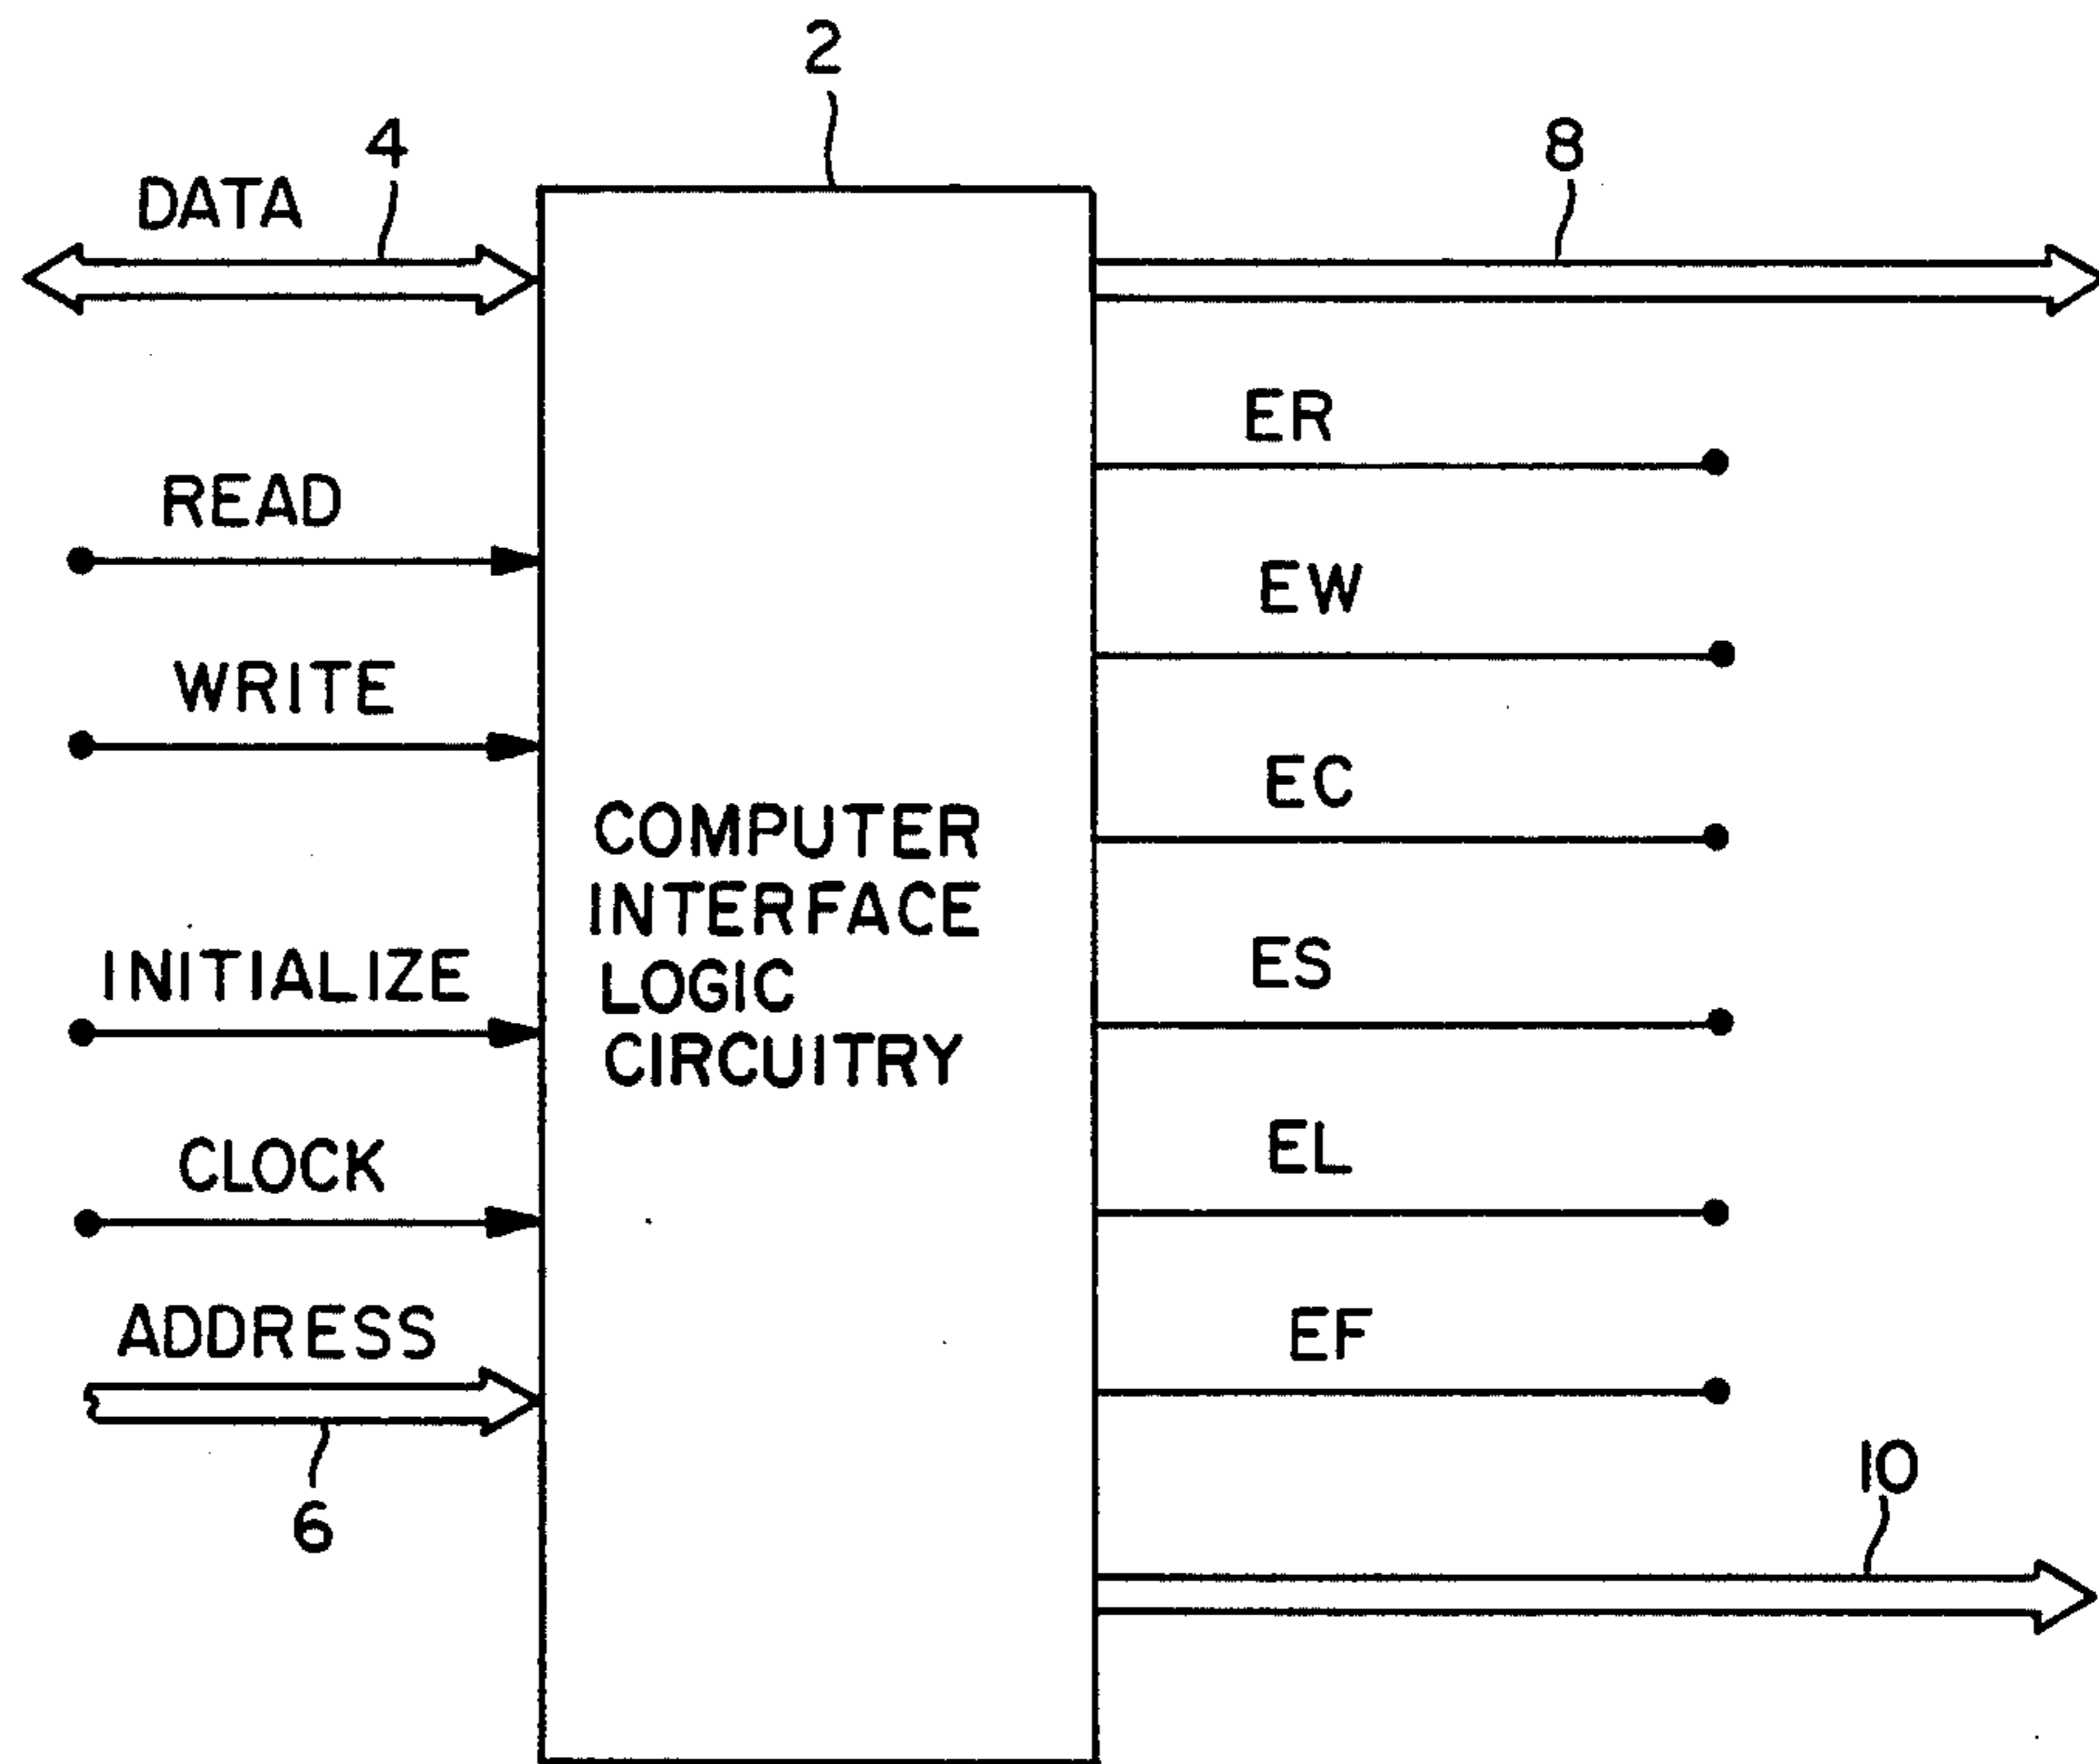 2
4
8
DATA
ER
READ
EW
WRITE
EC
COMPUTER
INTERFACE
LOGIC
CIRCUITRY
ES
INITIALIZE
EL
CLOCK
EF
ADDRESS
10
6